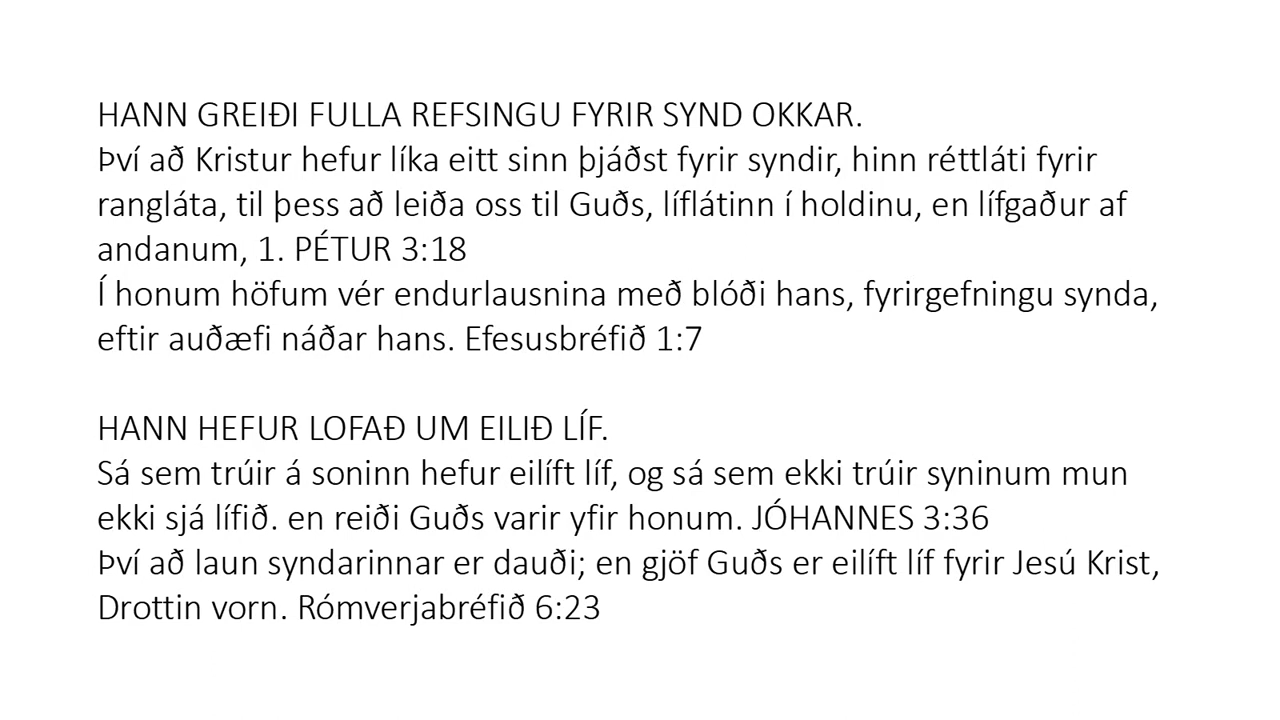 HANN GREIÐI FULLA REFSINGU FYRIR SYND OKKAR.
Því að Kristur hefur líka eitt sinn þjáðst fyrir syndir, hinn réttláti fyrir
rangláta, til þess að leiða oss til Guðs, líflátinn í holdinu, en lífgaður af
andanum, 1. PÉTUR 3:18
Í honum höfum vér endurlausnina með blóði hans, fyrirgefningu synda,
eftir auðæfi náðar hans. Efesusbréfið 1:7
HANN HEFUR LOFAÐ UM EILIÐ LÍF.
Sá sem trúir á soninn hefur eilíft líf, og sá sem ekki trúir syninum mun
ekki sjá lífið. en reiði Guðs varir yfir honum. JÓHANNES 3:36
Því að laun syndarinnar er dauði; en gjöf Guðs er eilíft líf fyrir Jesú Krist,
Drottin vorn. Rómverjabréfið 6:23